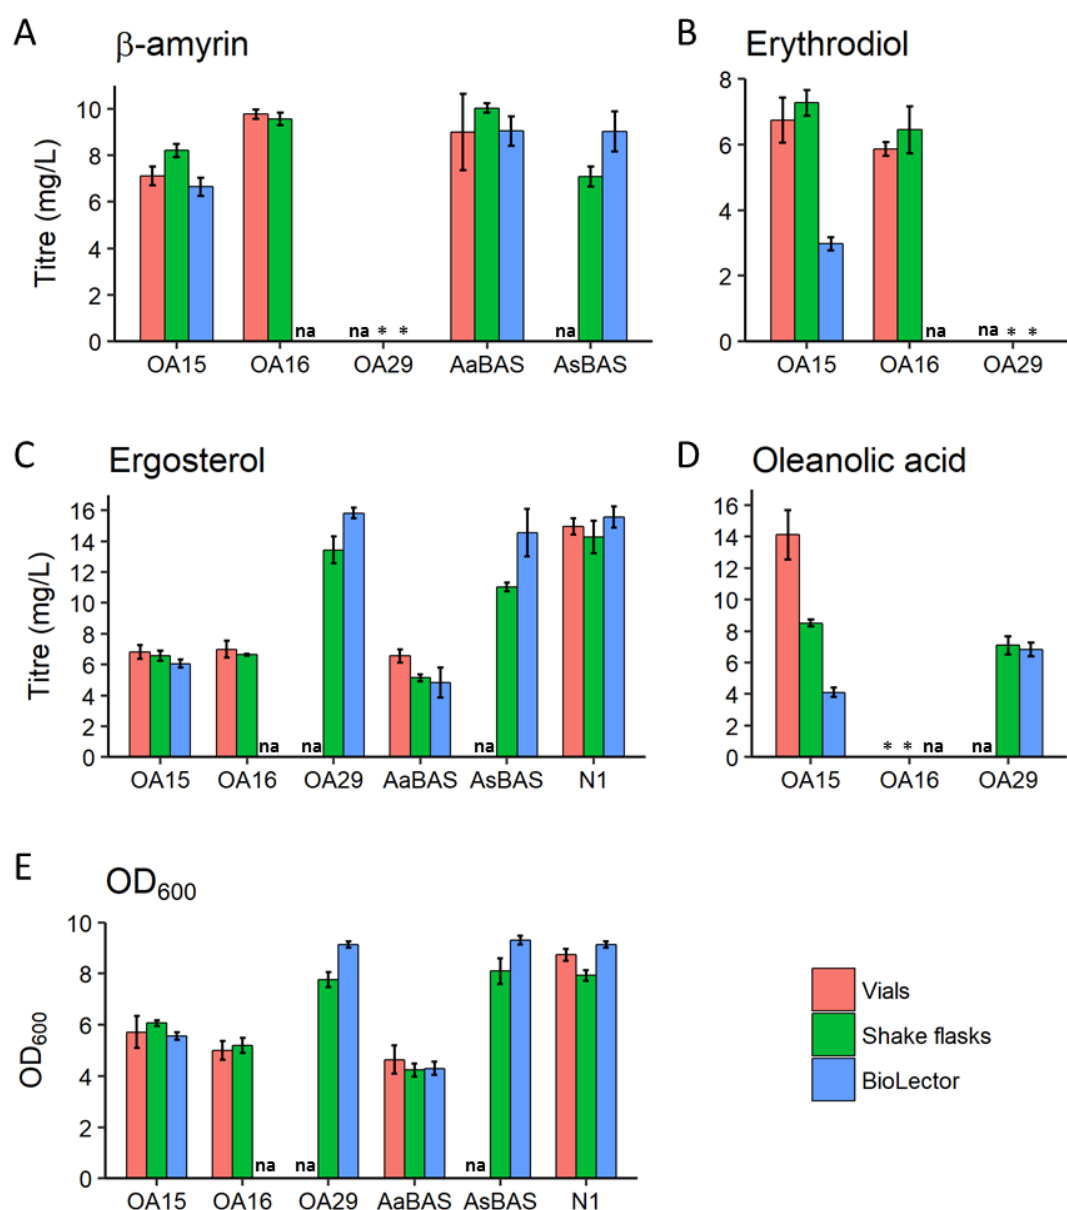 A
β-amyrin
Titre (mg/L)
10
8
6
4
2
0
na
na * *
na
OA15 OA16 OA29 AaBAS AsBAS
B
Erythrodiol
8
6
4
2
0
na
na * *
OA15 OA16 OA29
C
Ergosterol
Titre (mg/L)
16
14
12
10
8
6
4
2
0
na
na
na
OA15 OA16 OA29 AaBAS AsBAS N1
D
Oleanolic acid
16
14
12
10
8
6
4
2
0
* * na
na
OA15 OA16 OA29
E
OD600
OD600
10
8
6
4
2
0
na
na
na
OA15 OA16 OA29 AaBAS AsBAS N1
Vials
Shake flasks
BioLector